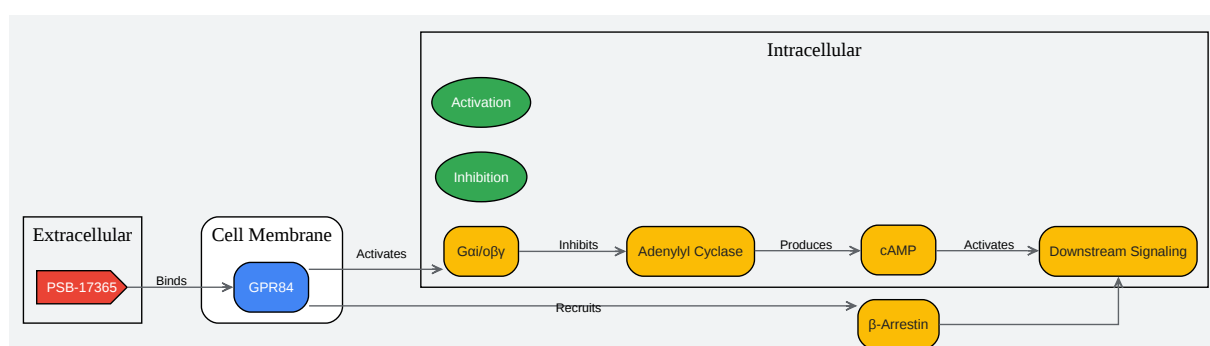 Intracellular
Activation
Inhibition
Extracellular
Cell Membrane
PSB-17365
Binds
GPR84
Activates
Gαi/oβγ
Inhibits
Adenylyl Cyclase
Produces
cAMP
Activates
Downstream Signaling
Recruits
β-Arrestin